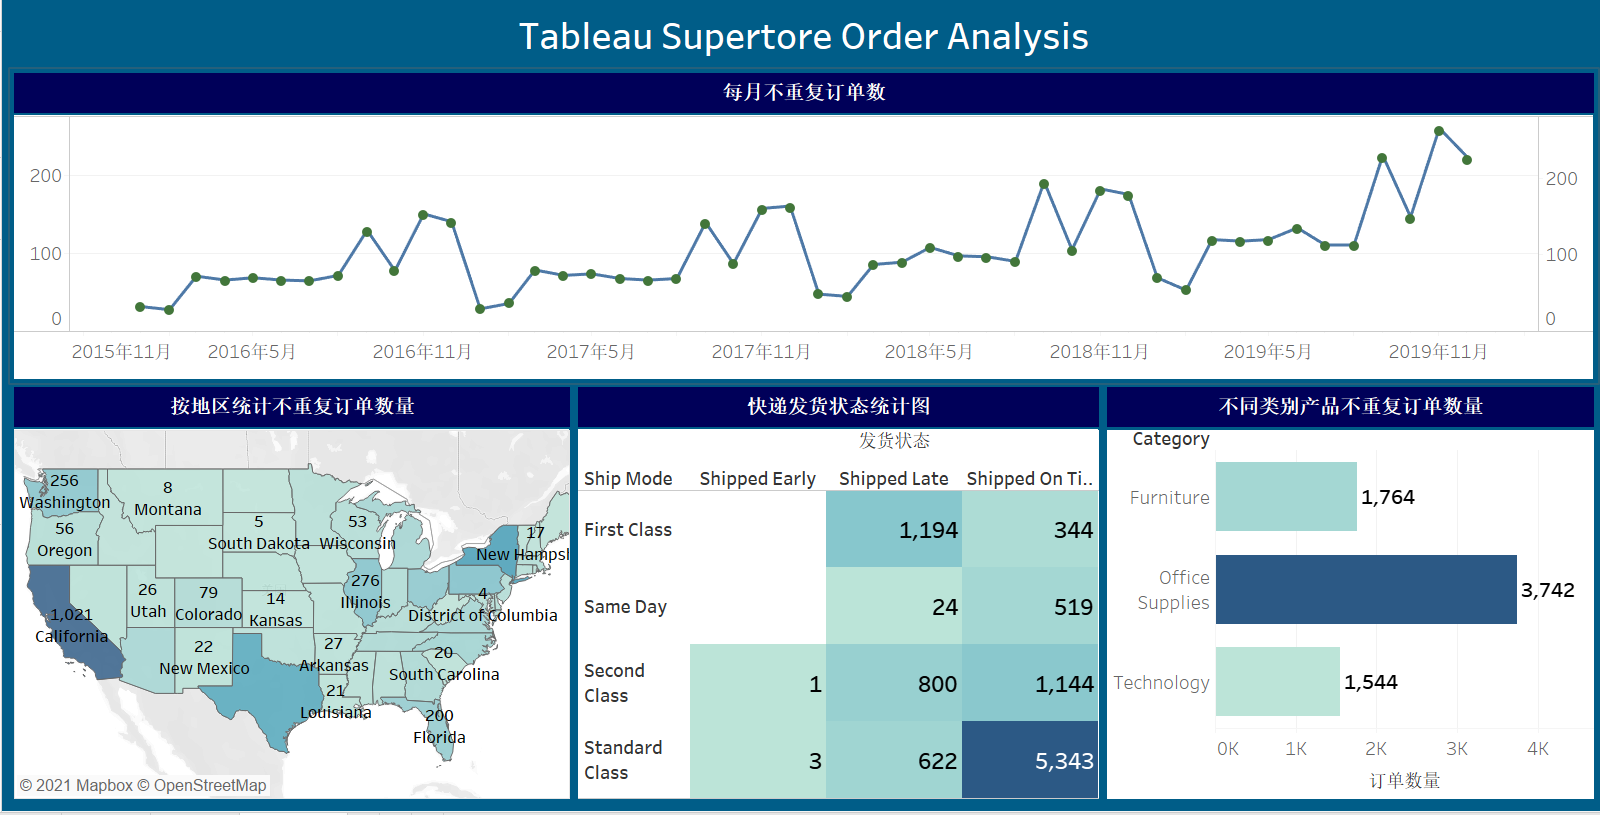 Tableau Supertore Order Analysis
每月不重复订单数
200
100
0
200
100
0
2015年11月 2016年5月 2016年11月 2017年5月 2017年11月 2018年5月 2018年11月 2019年5月 2019年11月
按地区统计不重复订单数量
256
Washington
8
Montana
56
Oregon
5
South Dakota
53
Wisconsin
17
New Hampsh
26
Utah
79
Colorado
14
Kansas
276
Illinois
4
District of Columbia
1,021
California
22
New Mexico
27
Arkansas
20
South Carolina
21
Louisiana
200
Florida
© 2021 Mapbox © OpenStreetMap
快递发货状态统计图
发货状态
Ship Mode Shipped Early Shipped Late Shipped On Ti..
First Class 1,194 344
Same Day 24 519
Second
Class 1 800 1,144
Standard
Class 3 622 5,343
不同类别产品不重复订单数量
Category
Furniture 1,764
Office
Supplies 3,742
Technology 1,544
0K 1K 2K 3K 4K
订单数量